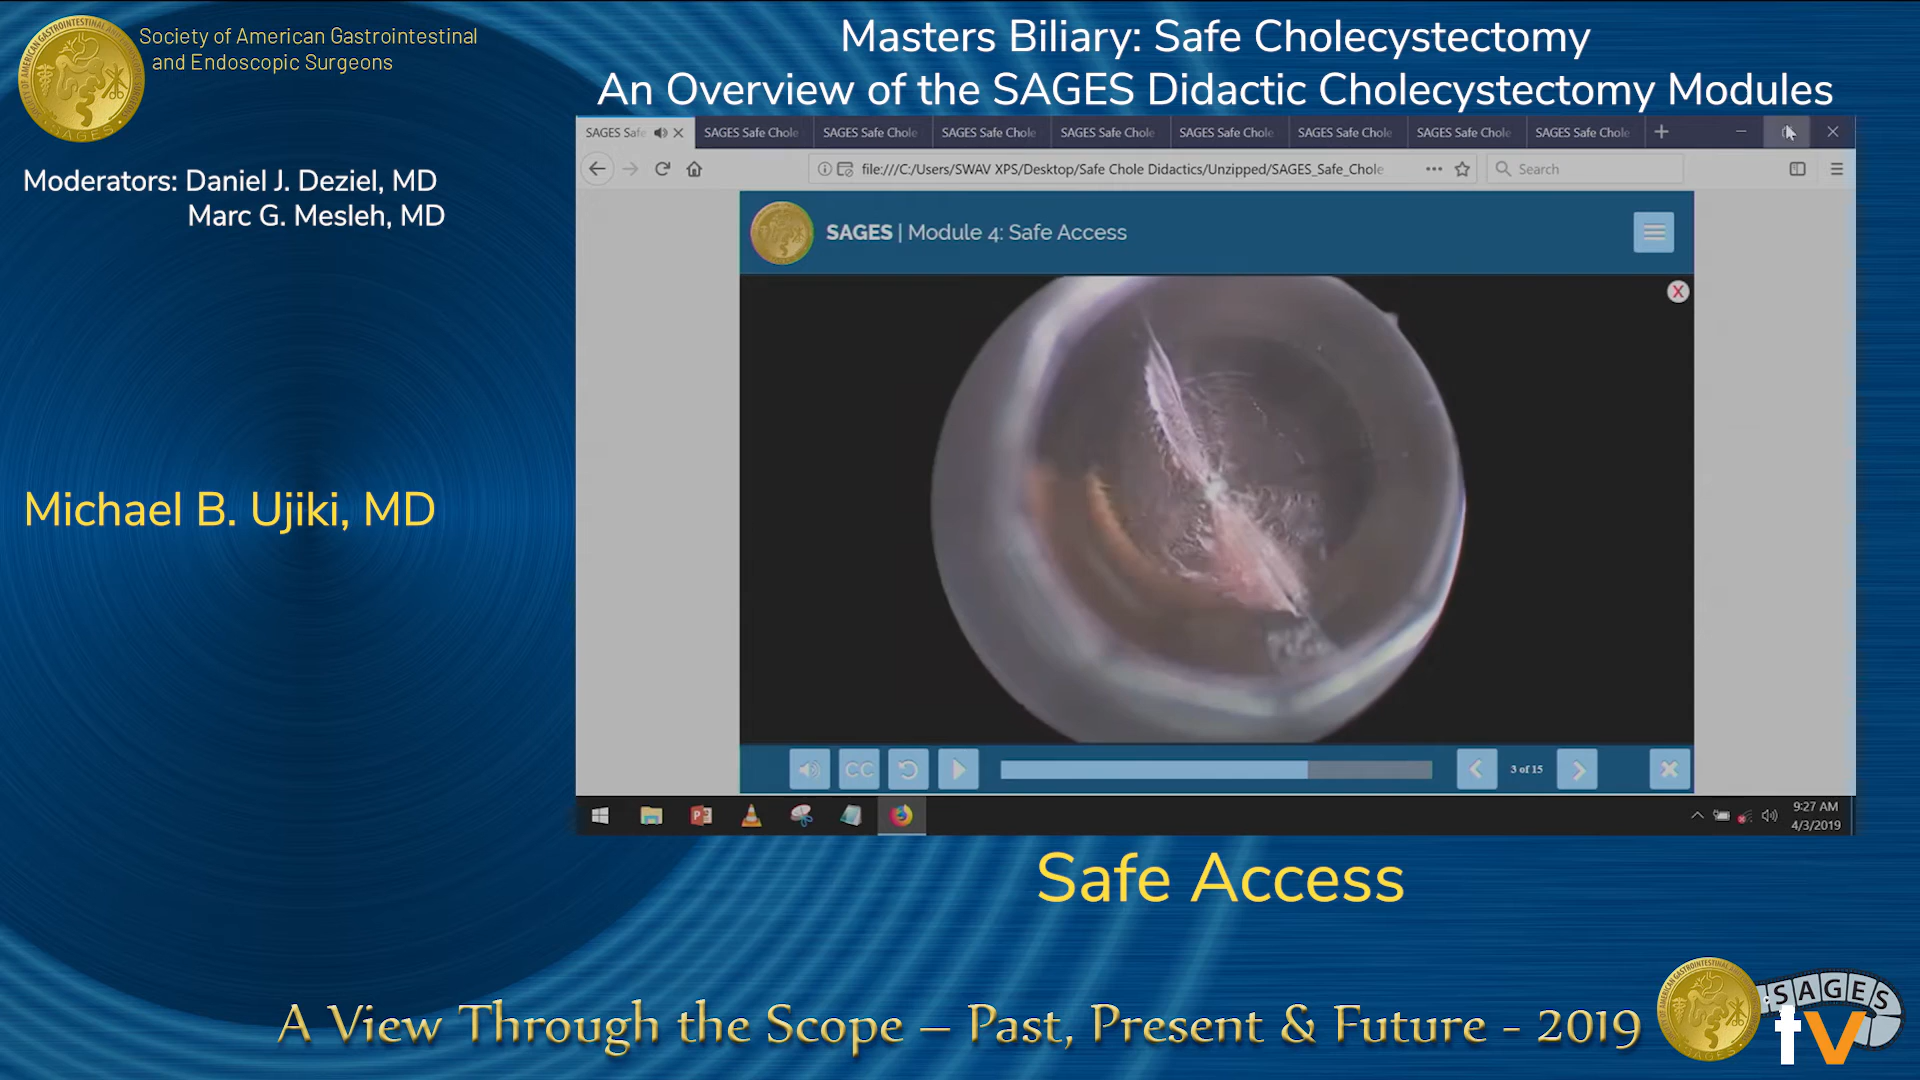 Society of American Gastrointestinal
and Endoscopic Surgeons
Masters Biliary: Safe Cholecystectomy
An Overview of the SAGES Didactic Cholecystectomy Modules
Moderators: Daniel J. Deziel, MD
Marc G. Mesleh, MD
Michael B. Ujiki, MD
SAGES Safe
SAGES Safe Chole
SAGES Safe Chole
SAGES Safe Chole
SAGES Safe Chole
SAGES Safe Chole
SAGES Safe Chole
SAGES Safe Chole
SAGES Safe Chole
file:///C:/Users/SWAV XPS/Desktop/Safe Chole Didactics/Unzipped/SAGES_Safe_Chole
Search
SAGES | Module 4: Safe Access
X
CC
3 of 15
9:27 AM
4/3/2019
Safe Access
A View Through the Scope – Past, Present & Future - 2019
SAGES
tv